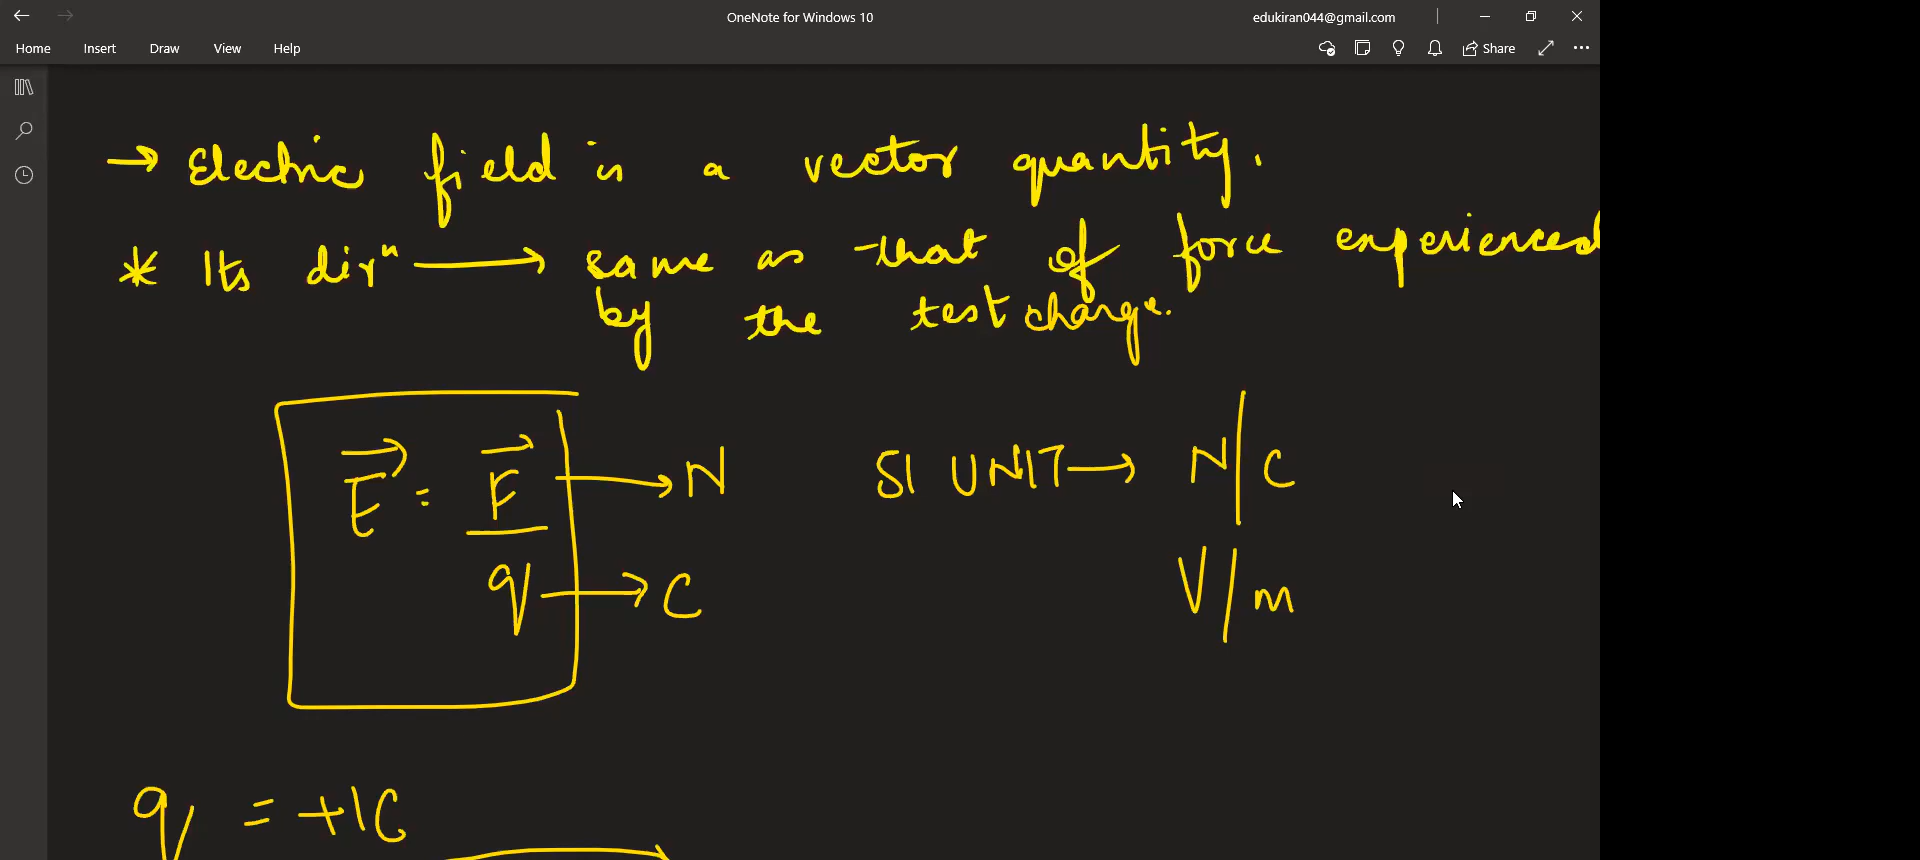 OneNote for Windows 10
edukiran044@gmail.com
Home Insert Draw View Help
Share
→ Electric field is a vector quantity.
* Its dirⁿ → same as that of force experienced
by the test charge.
E = F → N
q → C
SI UNIT → N/C
V/m
q = +1C